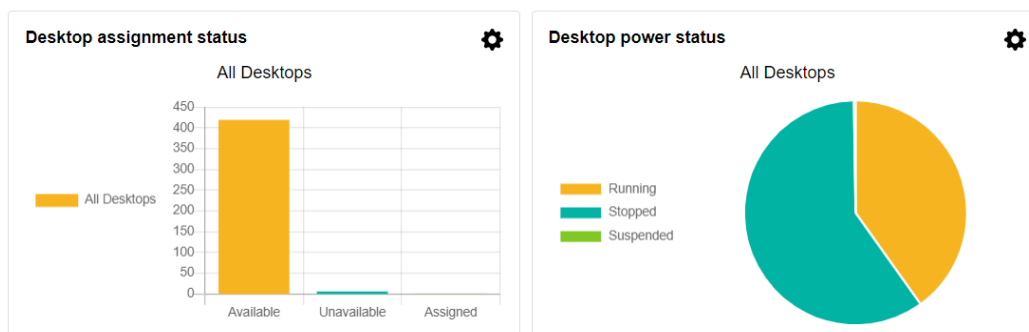 Desktop assignment status
All Desktops
450
400
350
300
250
200
150
100
50
0
All Desktops
Available Unavailable Assigned
Desktop power status
All Desktops
Running
Stopped
Suspended